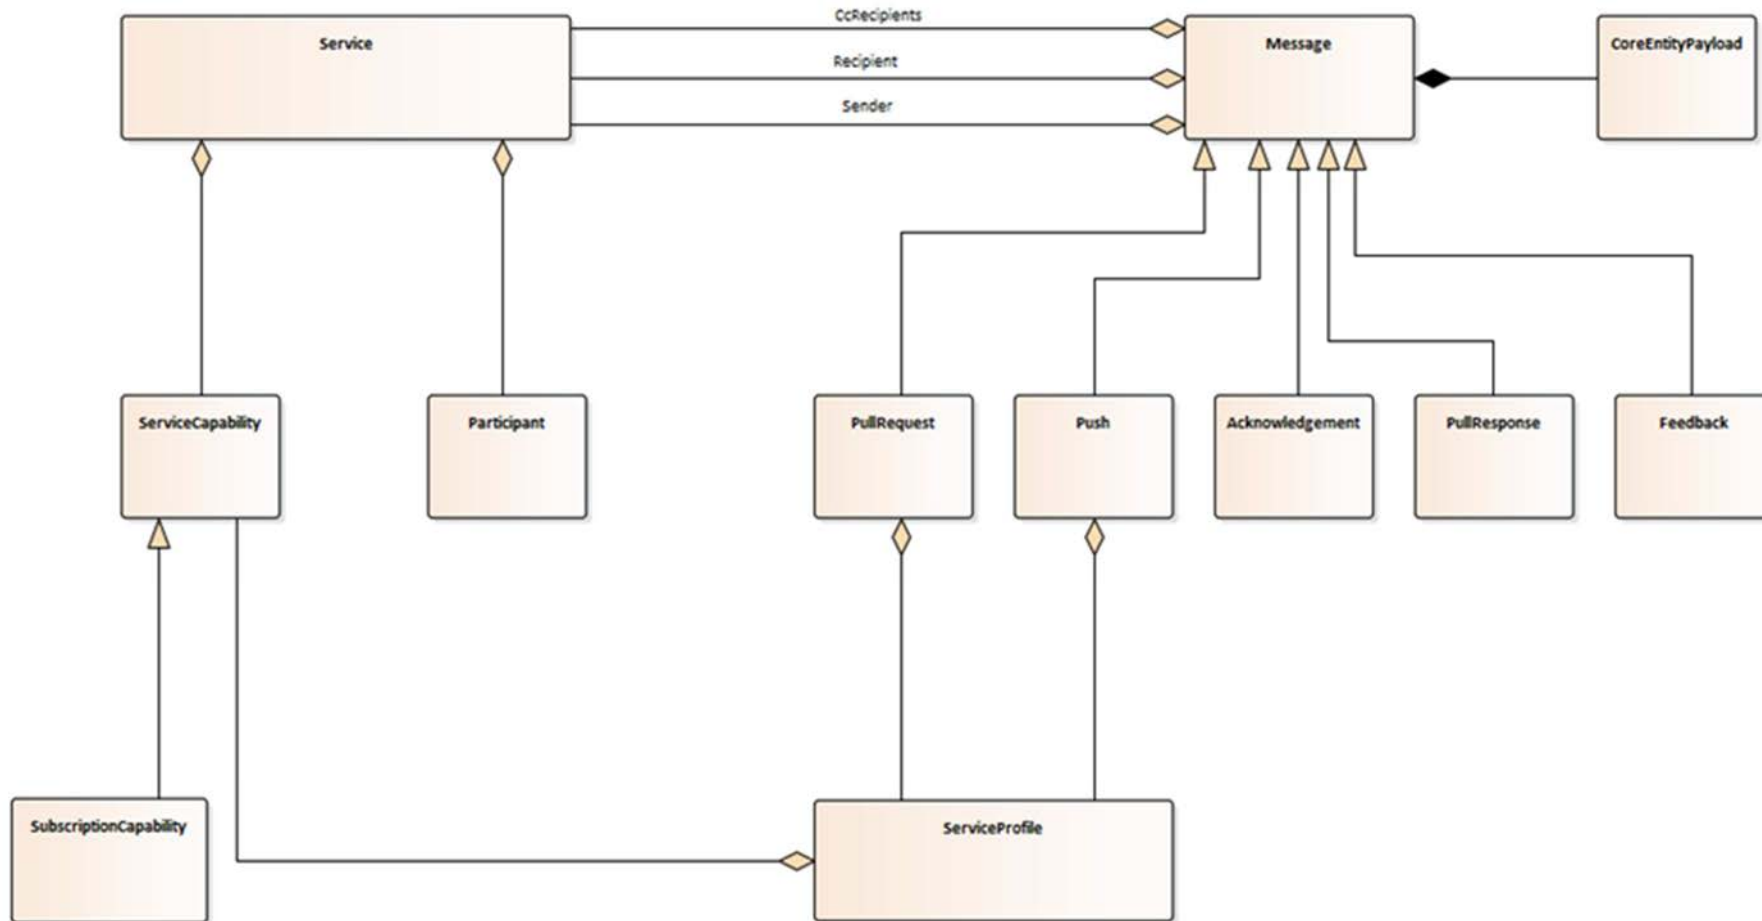 CcRecipients
Service
Message
CoreEntityPayload
Recipient
Sender
ServiceCapability
Participant
PullRequest
Push
Acknowledgement
PullResponse
Feedback
SubscriptionCapability
ServiceProfile